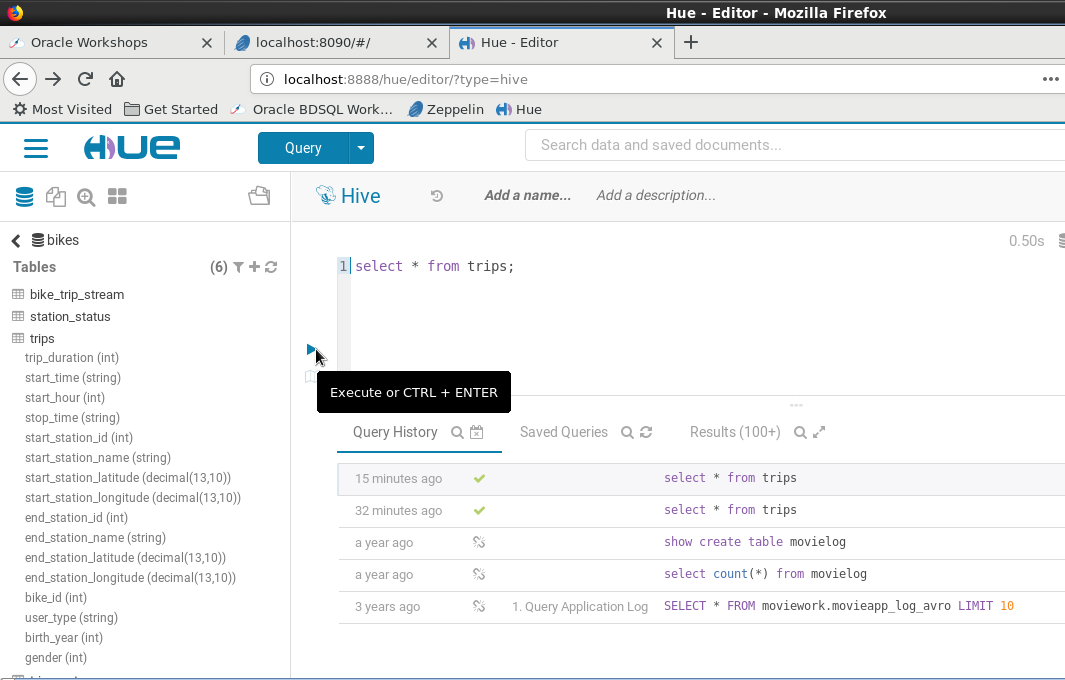 Hue - Editor - Mozilla Firefox
Oracle Workshops
localhost:8090/#/
Hue - Editor
localhost:8888/hue/editor/?type=hive
Most Visited
Get Started
Oracle BDSQL Work...
Zeppelin
Hue
HUE
Query
Search data and saved documents...
Hive
Add a name...
Add a description...
bikes
0.50s
Tables
(6)
1 select * from trips;
bike_trip_stream
station_status
trips
trip_duration (int)
start_time (string)
start_hour (int)
stop_time (string)
start_station_id (int)
start_station_name (string)
start_station_latitude (decimal(13,10))
start_station_longitude (decimal(13,10))
end_station_id (int)
end_station_name (string)
end_station_latitude (decimal(13,10))
end_station_longitude (decimal(13,10))
bike_id (int)
user_type (string)
birth_year (int)
gender (int)
Execute or CTRL + ENTER
Query History
Saved Queries
Results (100+)
15 minutes ago select * from trips
32 minutes ago select * from trips
a year ago show create table movielog
a year ago select count(*) from movielog
3 years ago 1. Query Application Log SELECT * FROM moviework.movieapp_log_avro LIMIT 10